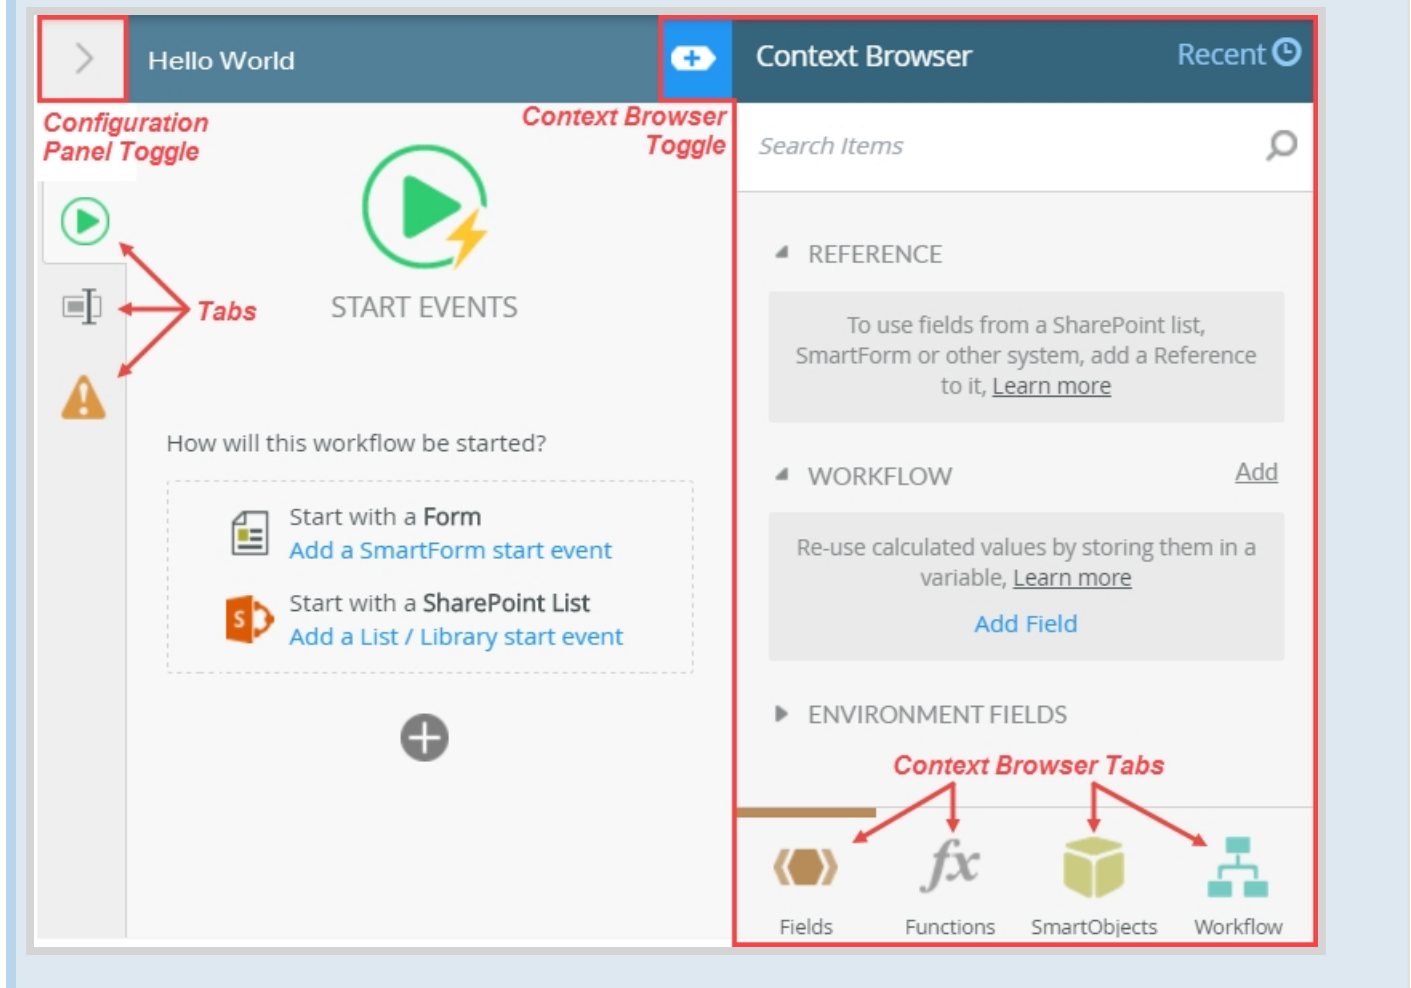 Hello World
Context Browser
Recent
Configuration
Panel Toggle
Context Browser
Toggle
Search Items
Tabs
START EVENTS
REFERENCE
To use fields from a SharePoint list,
SmartForm or other system, add a Reference
to it, Learn more
How will this workflow be started?
Start with a Form
Add a SmartForm start event
Start with a SharePoint List
Add a List / Library start event
WORKFLOW
Add
Re-use calculated values by storing them in a
variable, Learn more
Add Field
ENVIRONMENT FIELDS
Context Browser Tabs
fx
Fields
Functions
SmartObjects
Workflow